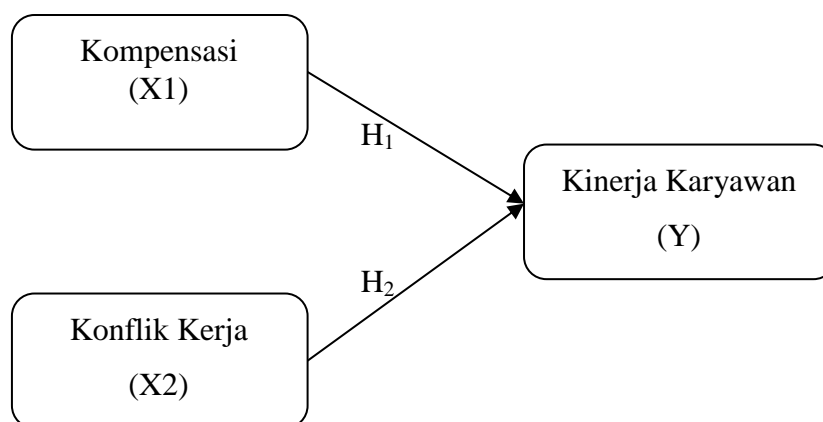 Kompensasi
(X1)
H₁
Kinerja Karyawan
(Y)
H₂
Konflik Kerja
(X2)